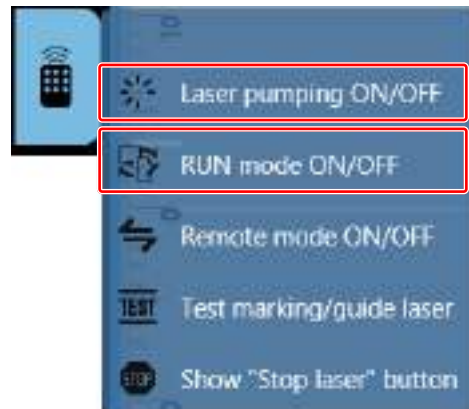 Laser pumping ON/OFF
RUN mode ON/OFF
Remote mode ON/OFF
TEST Test marking/guide laser
STOP Show "Stop laser" button